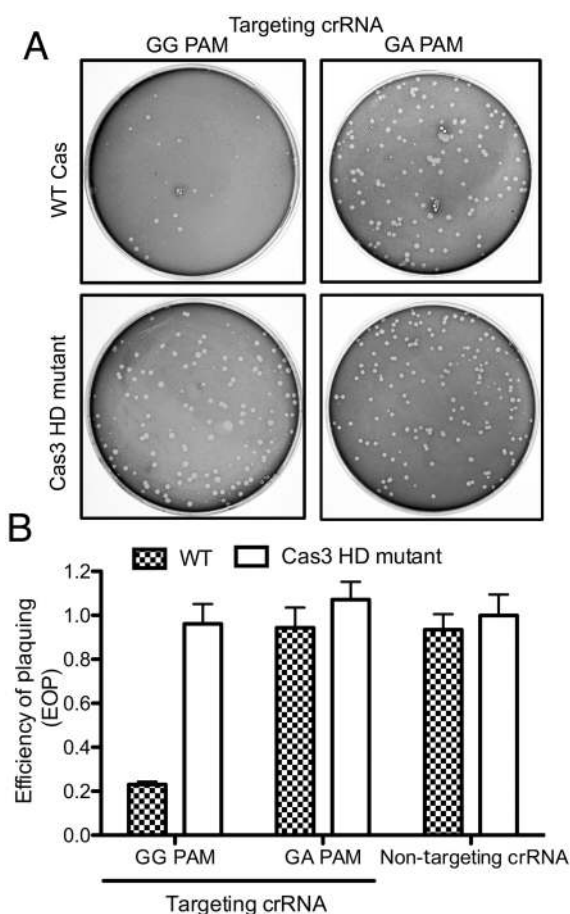 A
Targeting crRNA
GG PAM
GA PAM
WT Cas
Cas3 HD mutant
B
WT
Cas3 HD mutant
Efficiency of plaquing
(EOP)
1.2
1.0
0.8
0.6
0.4
0.2
0.0
GG PAM
GA PAM
Non-targeting crRNA
Targeting crRNA